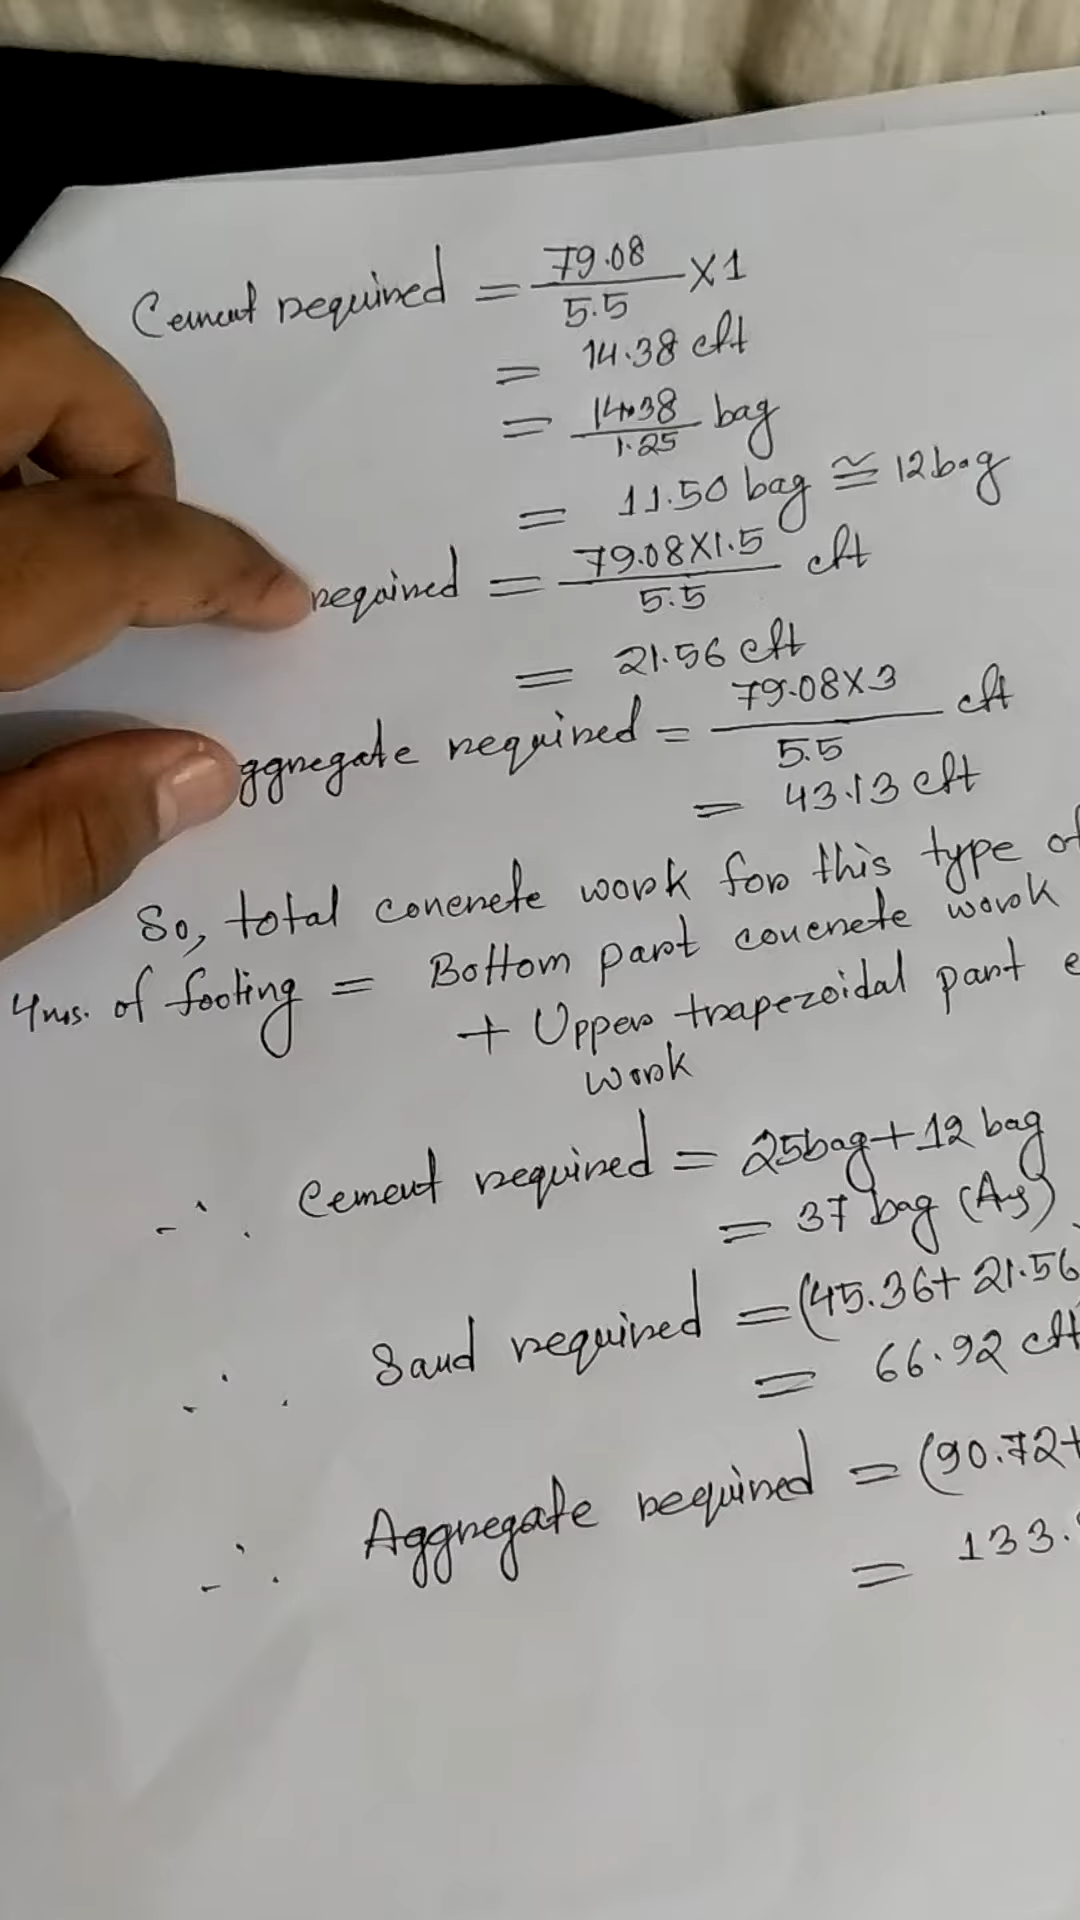 Cement required = 79.08/5.5 X1
= 14.38 cft
= 14.38/1.25 bag
= 11.50 bag ≅ 12 bag
required = 79.08X1.5/5.5 cft
= 21.56 cft
ggregate required = 79.08X3/5.5 cft
= 43.13 cft
So, total concrete work for this type of
4nos. of footing = Bottom part concrete work
+ Upper trapezoidal part
work
∴ Cement required = 25bag+12 bag
= 37 bag (Ans)
∴ Sand required = (45.36+21.56
= 66.92 cft
∴ Aggregate required = (90.72+
= 133.